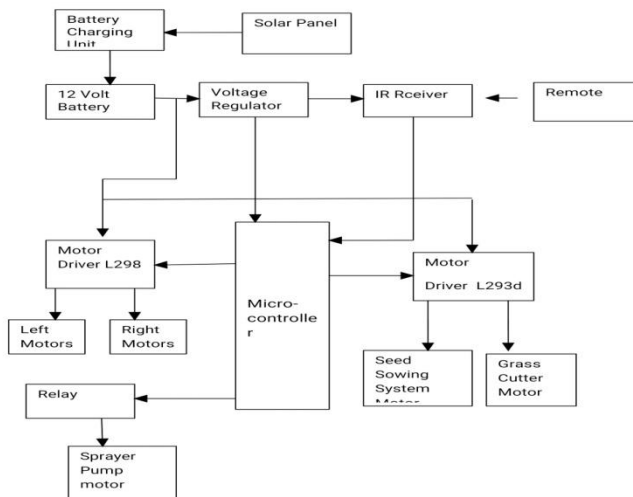 Battery
Charging
Unit
Solar Panel
12 Volt
Battery
Voltage
Regulator
IR Rceiver
Remote
Motor
Driver L298
Micro-
controlle
r
Motor
Driver L293d
Left
Motors
Right
Motors
Seed
Sowing
System
Motor
Grass
Cutter
Motor
Relay
Sprayer
Pump
motor